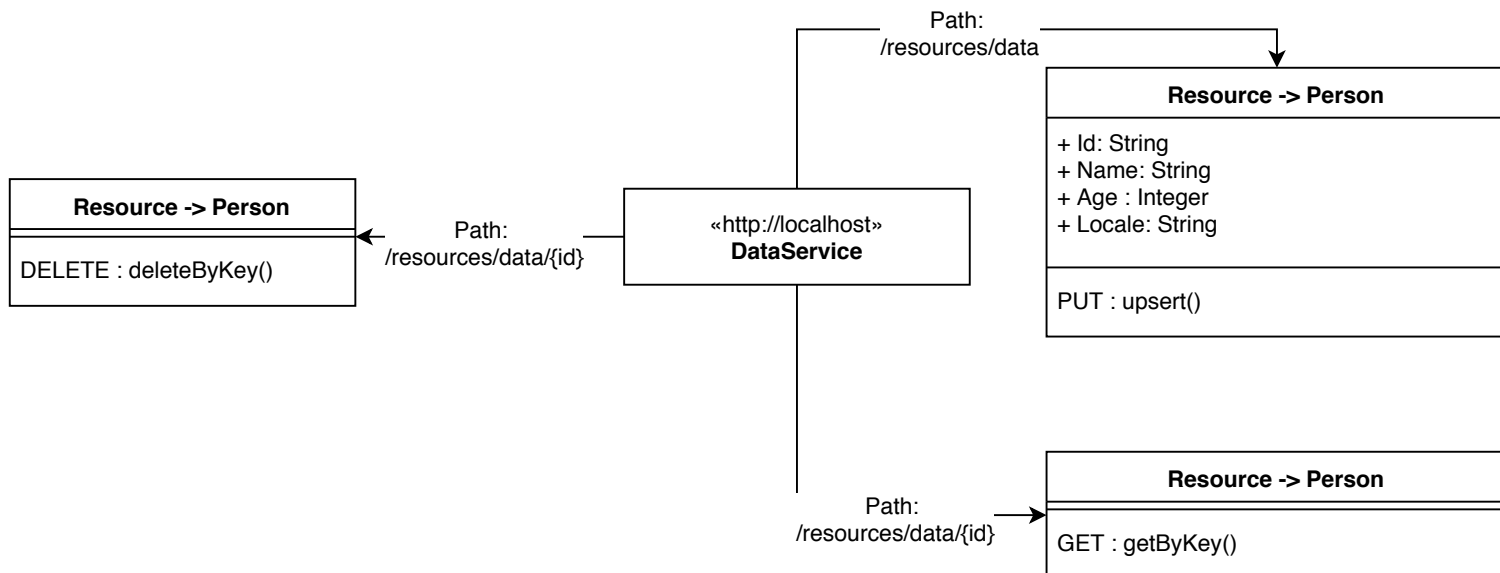 Path:
/resources/data
Resource -> Person
+ Id: String
+ Name: String
+ Age : Integer
+ Locale: String
PUT : upsert()
Resource -> Person
DELETE : deleteByKey()
Path:
/resources/data/{id}
«http://localhost»
DataService
Path:
/resources/data/{id}
Resource -> Person
GET : getByKey()